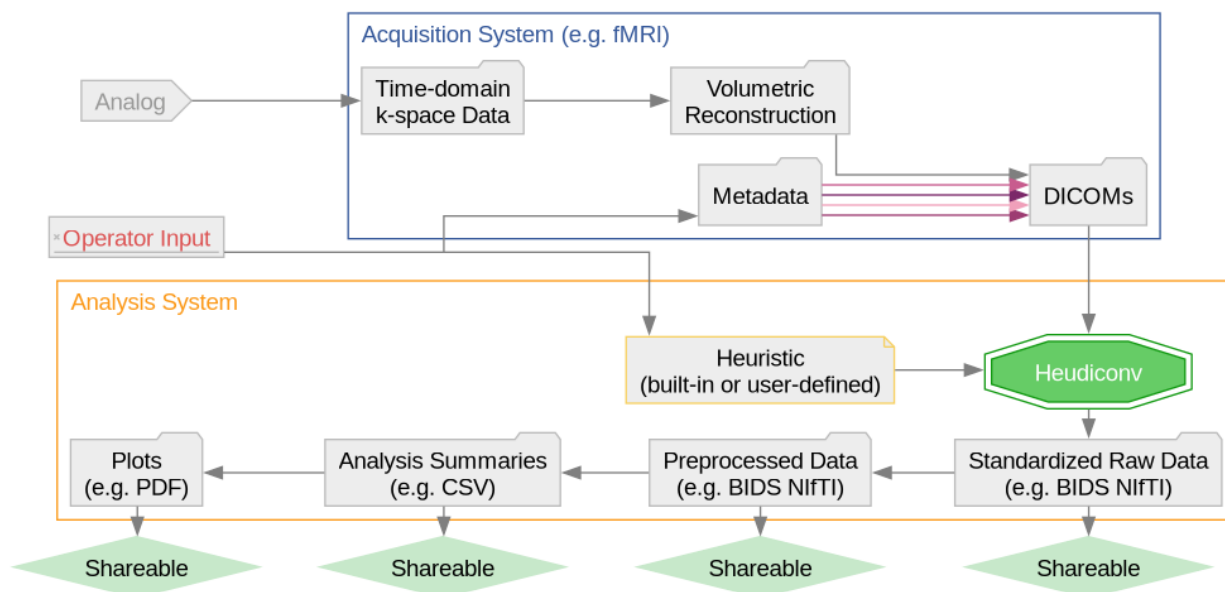 Acquisition System (e.g. fMRI)
Analog
Time-domain
k-space Data
Volumetric
Reconstruction
Metadata
DICOMs
Operator Input
Analysis System
Heuristic
(built-in or user-defined)
Heudiconv
Plots
(e.g. PDF)
Analysis Summaries
(e.g. CSV)
Preprocessed Data
(e.g. BIDS NIfTI)
Standardized Raw Data
(e.g. BIDS NIfTI)
Shareable
Shareable
Shareable
Shareable